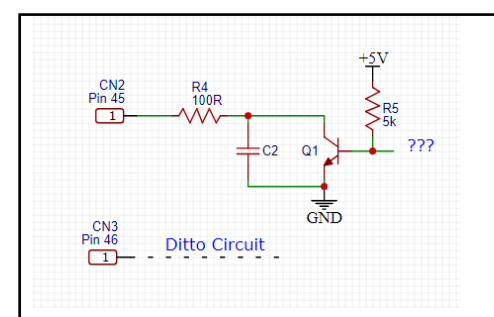 +5V
CN2
Pin 45
1
R4
100R
R5
5k
C2
Q1
???
GND
CN3
Pin 46
1
Ditto Circuit